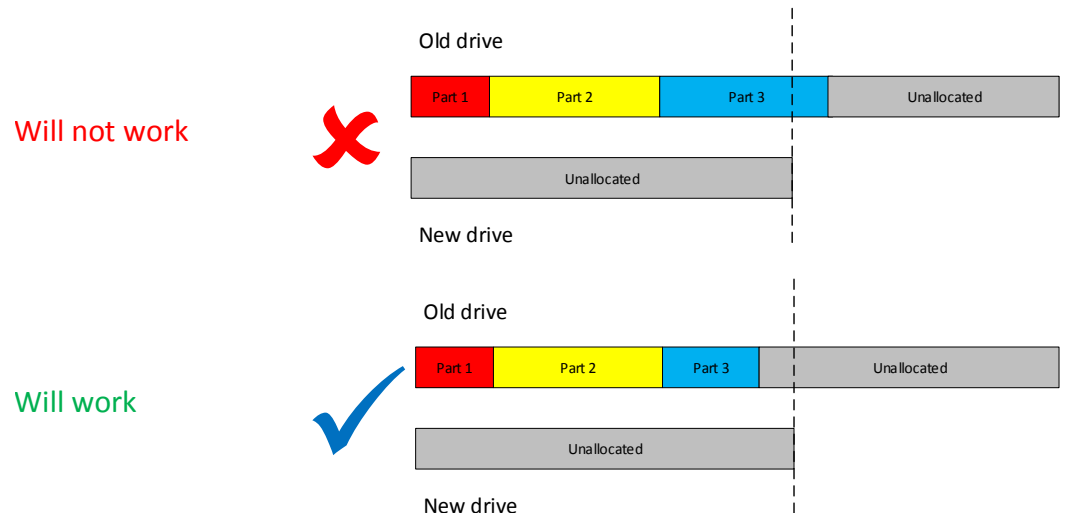 Old drive
Part 1 Part 2 Part 3 Unallocated
Will not work
Unallocated
New drive
Old drive
Part 1 Part 2 Part 3 Unallocated
Will work
Unallocated
New drive